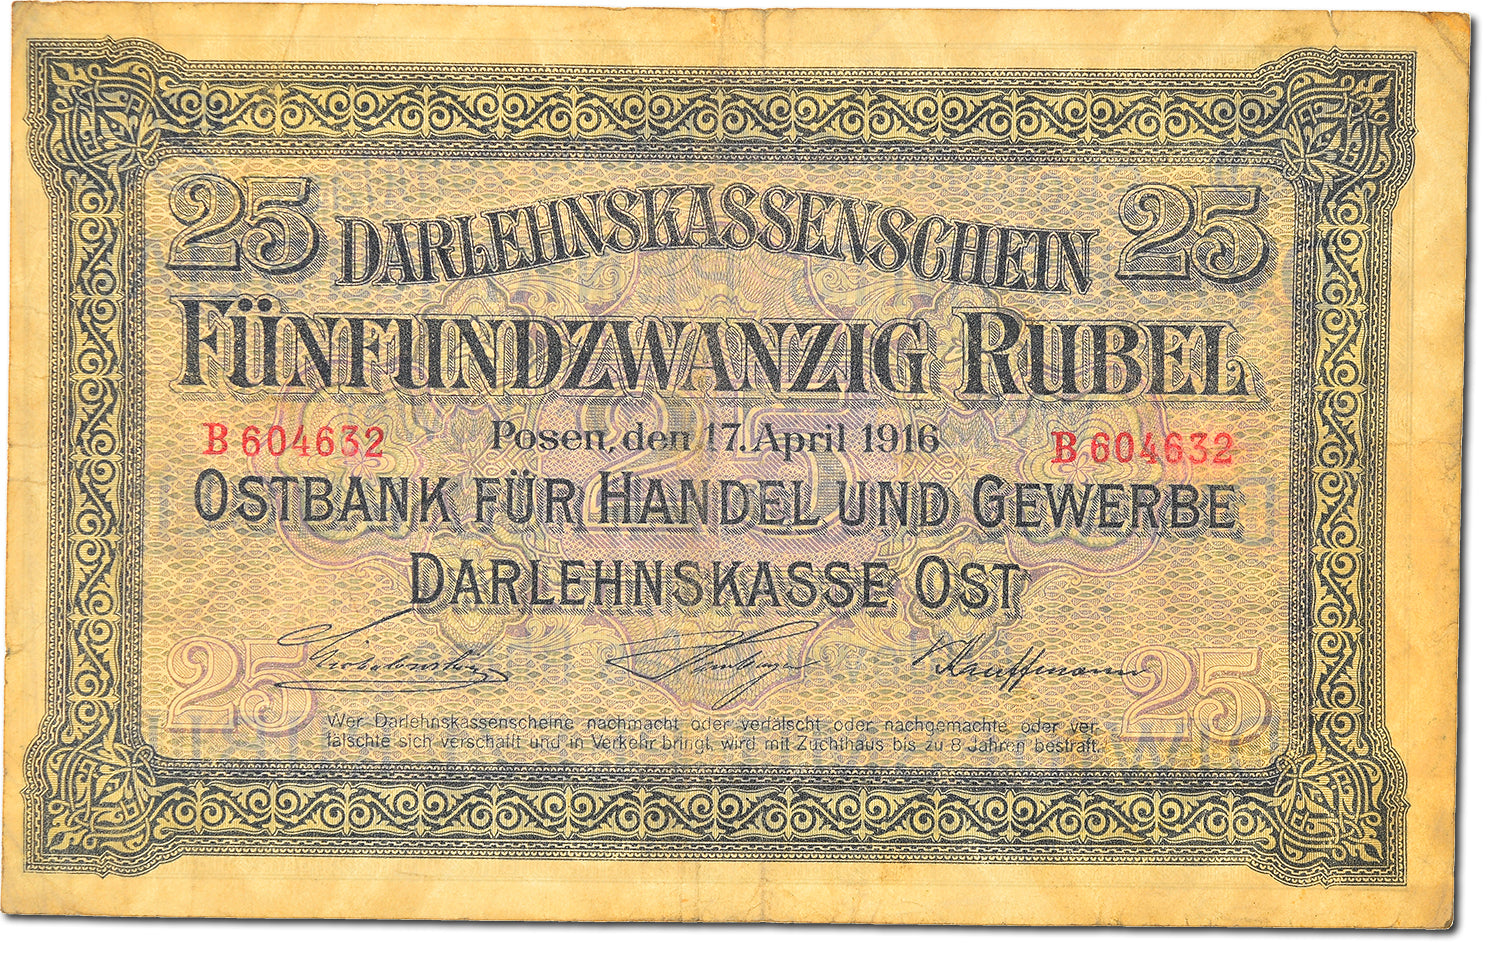 25 DARLEHNSKASSENSCHEIN 25
FÜNFUNDZWANZIG RUBEL
B 604632 Posen, den 17. April 1916 B 604632
OSTBANK FÜR HANDEL UND GEWERBE
DARLEHNSKASSE OST
25 25
Wer Darlehnskassenscheine nachmacht oder verfälscht oder nachgemachte oder ver-
fälschte sich verschafft und in Verkehr bringt, wird mit Zuchthaus bis zu 8 Jahren bestraft.